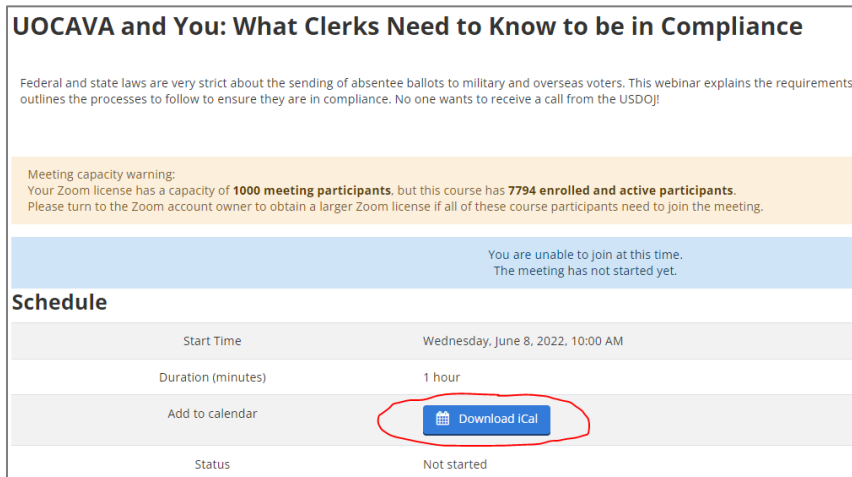 UOCAVA and You: What Clerks Need to Know to be in Compliance
Federal and state laws are very strict about the sending of absentee ballots to military and overseas voters. This webinar explains the requirements
outlines the processes to follow to ensure they are in compliance. No one wants to receive a call from the USDOJ!
Meeting capacity warning:
Your Zoom license has a capacity of 1000 meeting participants, but this course has 7794 enrolled and active participants.
Please turn to the Zoom account owner to obtain a larger Zoom license if all of these course participants need to join the meeting.
You are unable to join at this time.
The meeting has not started yet.
Schedule
Start Time Wednesday, June 8, 2022, 10:00 AM
Duration (minutes) 1 hour
Add to calendar Download iCal
Status Not started